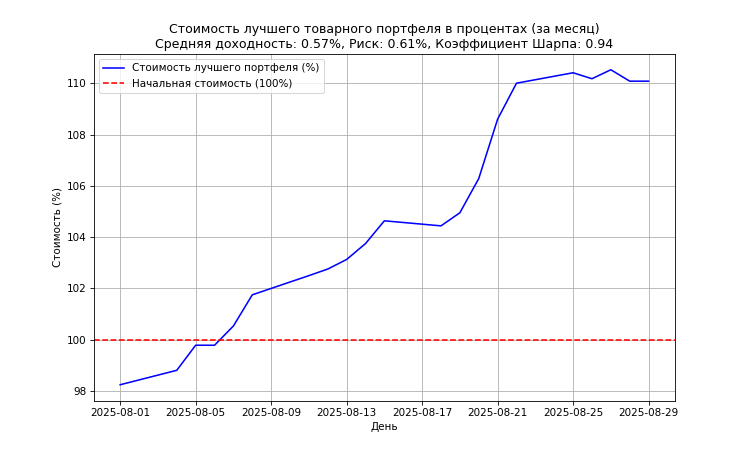 Стоимость лучшего товарного портфеля в процентах (за месяц)
Средняя доходность: 0.57%, Риск: 0.61%, Коэффициент Шарпа: 0.94
Стоимость лучшего портфеля (%)
Начальная стоимость (100%)
Стоимость (%)
110
108
106
104
102
100
98
2025-08-01 2025-08-05 2025-08-09 2025-08-13 2025-08-17 2025-08-21 2025-08-25 2025-08-29
День